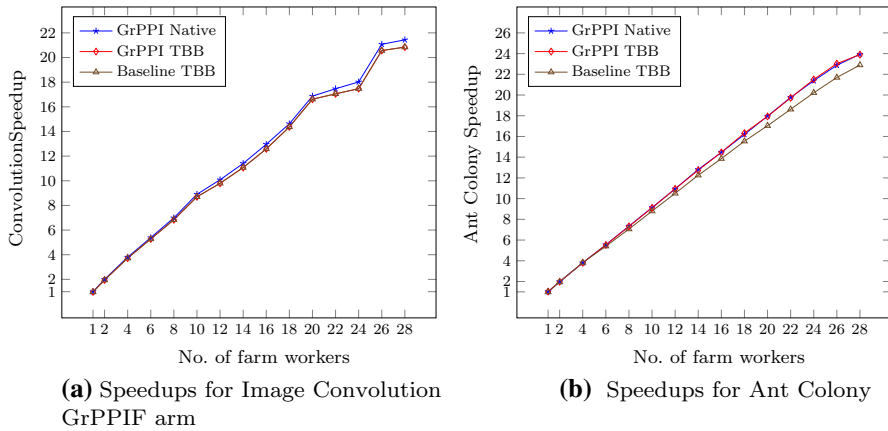 22
20
18
16
14
12
10
8
6
4
2
1
ConvolutionSpeedup
GrPPI Native
GrPPI TBB
Baseline TBB
1 2 4 6 8 10 12 14 16 18 20 22 24 26 28
No. of farm workers
(a) Speedups for Image Convolution
GrPPIF arm
26
24
22
20
18
16
14
12
10
8
6
4
2
1
Ant Colony Speedup
GrPPI Native
GrPPI TBB
Baseline TBB
1 2 4 6 8 10 12 14 16 18 20 22 24 26 28
No. of farm workers
(b) Speedups for Ant Colony